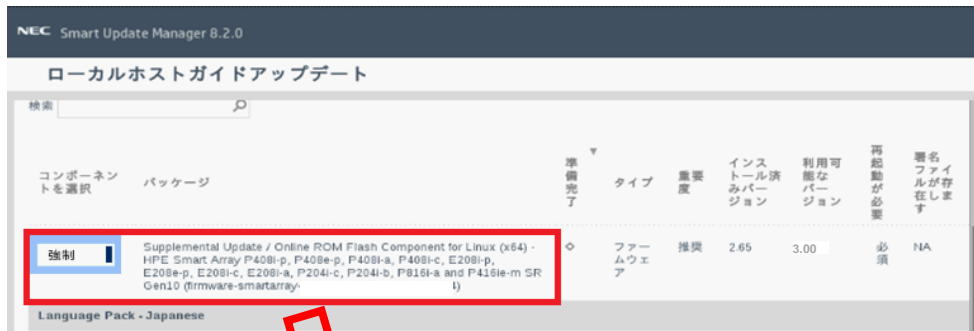 NEC Smart Update Manager 8.2.0
ローカルホストガイドアップデート
検索
コンポーネン
トを選択
パッケージ
準備完了
タイプ
重要
度
インス
トール済
みバー
ジョン
利用可
能な
バー
ジョン
再起動が必要
署名
ファイ
ルが存
在しま
す
強制
Supplemental Update / Online ROM Flash Component for Linux (x64) -
HPE Smart Array P408i-p, P408e-p, P408i-a, P408i-c, E208i-p,
E208e-p, E208i-c, E208i-a, P204i-c, P204i-b, P816i-a and P416ie-m SR
Gen10 (firmware-smartarray-
ファー
ムウェ
ア
推奨
2.65
3.00
必須
NA
Language Pack - Japanese